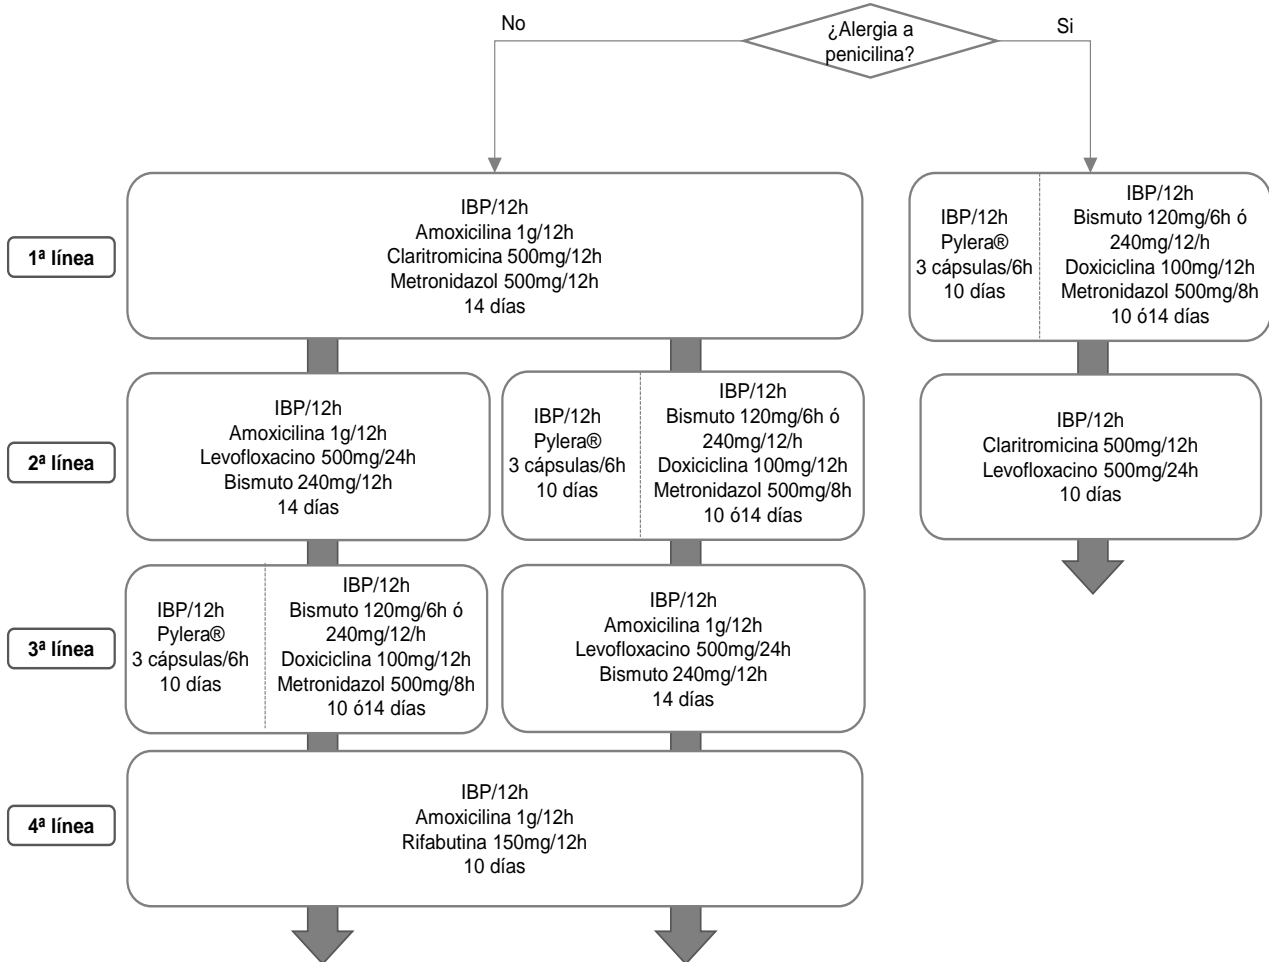 ¿Alergia a
penicilina?
No
Si
1ª línea
IBP/12h
Amoxicilina 1g/12h
Claritromicina 500mg/12h
Metronidazol 500mg/12h
14 días
IBP/12h
Pylera®
3 cápsulas/6h
10 días
IBP/12h
Bismuto 120mg/6h ó
240mg/12/h
Doxiciclina 100mg/12h
Metronidazol 500mg/8h
10 ó14 días
2ª línea
IBP/12h
Amoxicilina 1g/12h
Levofloxacino 500mg/24h
Bismuto 240mg/12h
14 días
IBP/12h
Pylera®
3 cápsulas/6h
10 días
IBP/12h
Bismuto 120mg/6h ó
240mg/12/h
Doxiciclina 100mg/12h
Metronidazol 500mg/8h
10 ó14 días
IBP/12h
Claritromicina 500mg/12h
Levofloxacino 500mg/24h
10 días
3ª línea
IBP/12h
Pylera®
3 cápsulas/6h
10 días
IBP/12h
Bismuto 120mg/6h ó
240mg/12/h
Doxiciclina 100mg/12h
Metronidazol 500mg/8h
10 ó14 días
IBP/12h
Amoxicilina 1g/12h
Levofloxacino 500mg/24h
Bismuto 240mg/12h
14 días
4ª línea
IBP/12h
Amoxicilina 1g/12h
Rifabutina 150mg/12h
10 días